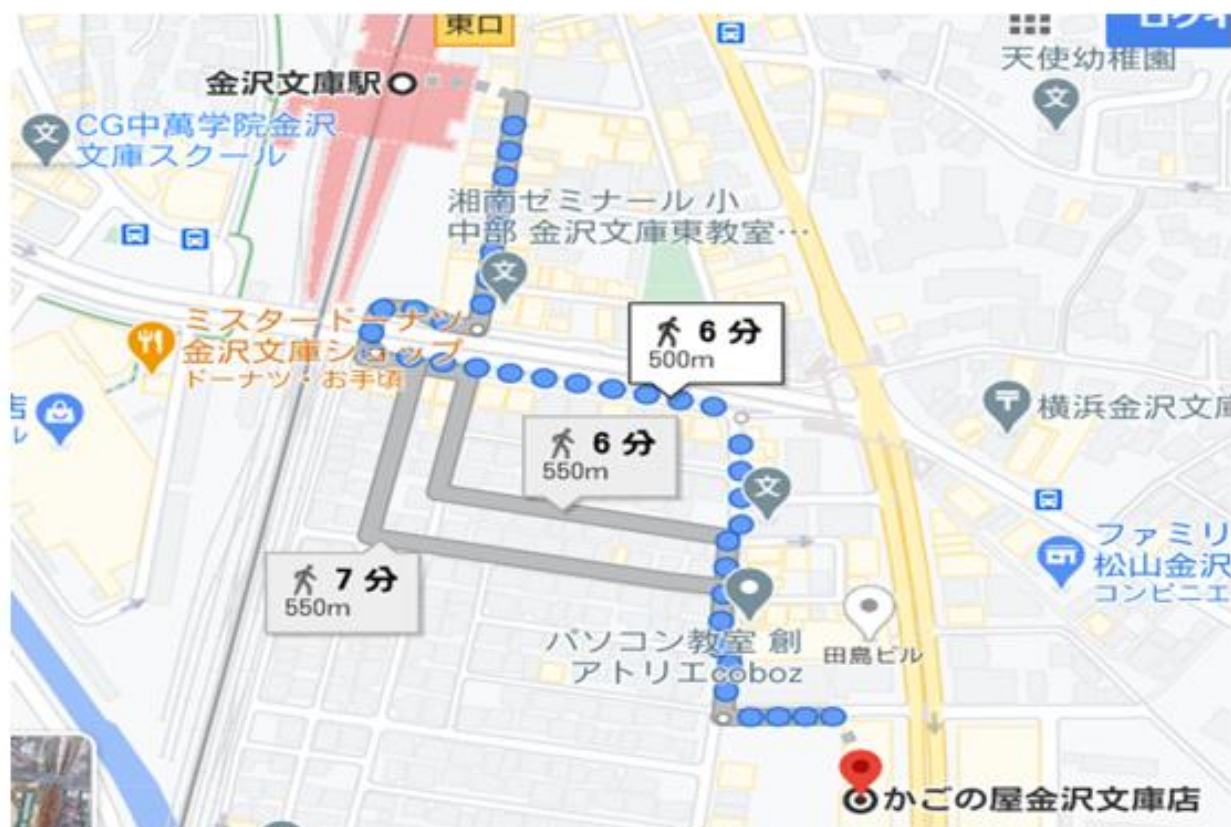 東口
ログイ
天使幼稚園
金沢文庫駅
CG中萬学院金沢
文庫スクール
湘南ゼミナール 小
中部 金沢文庫東教室…
ミスタードーナツ
金沢文庫ショップ
ドーナツ・お手頃
6 分
500m
店
ル
横浜金沢文庫
6 分
550m
ファミリ
松山金沢
コンビニエ
7 分
550m
パソコン教室 創
アトリエcoboz
田島ビル
かごの屋金沢文庫店